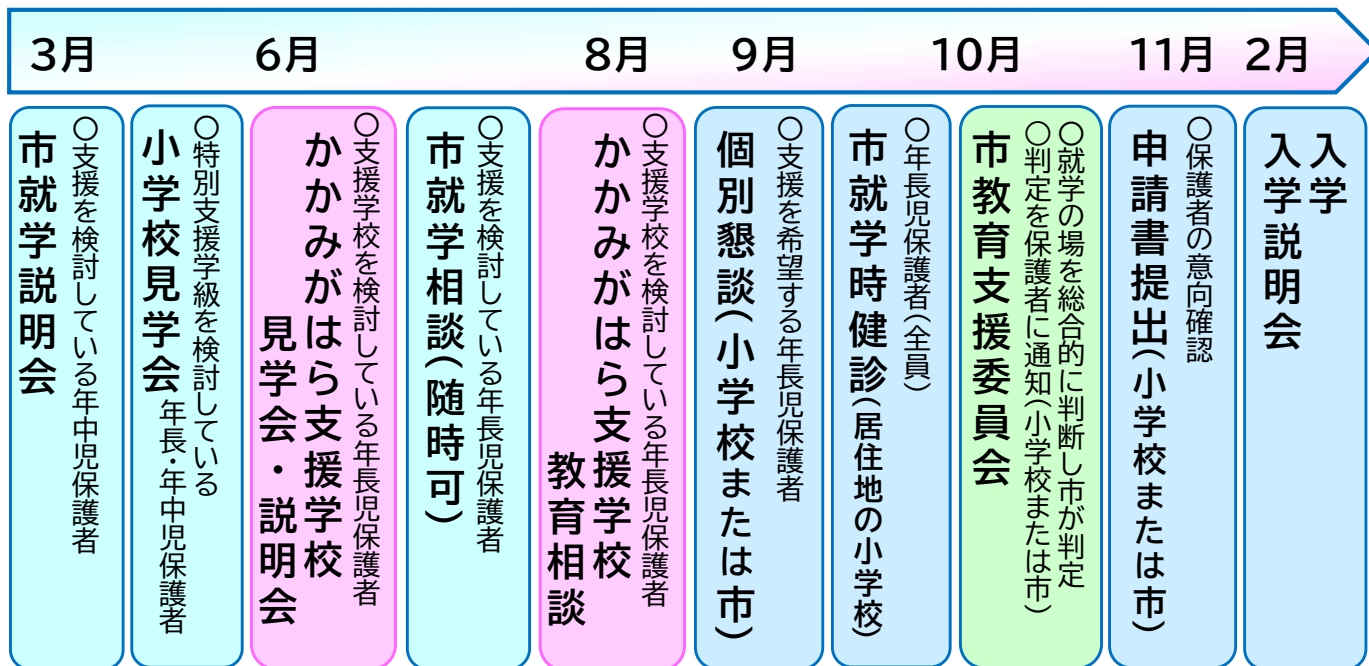 3月
6月
8月
9月
10月
11月
2月
○支援を検討している年中児保護者
市就学説明会
○特別支援学級を検討している
年長・年中児保護者
小学校見学会
○支援学校を検討している年長児保護者
かかみがはら支援学校
見学会・説明会
○支援を検討している年長児保護者
市就学相談(随時可)
○支援学校を検討している年長児保護者
かかみがはら支援学校
教育相談
○支援を希望する年長児保護者
個別懇談(小学校または市)
○年長児保護者(全員)
市就学時健診(居住地の小学校)
○就学の場を総合的に判断し市が判定
○判定を保護者に通知(小学校または市)
市教育支援委員会
○保護者の意向確認
申請書提出(小学校または市)
入学
入学説明会